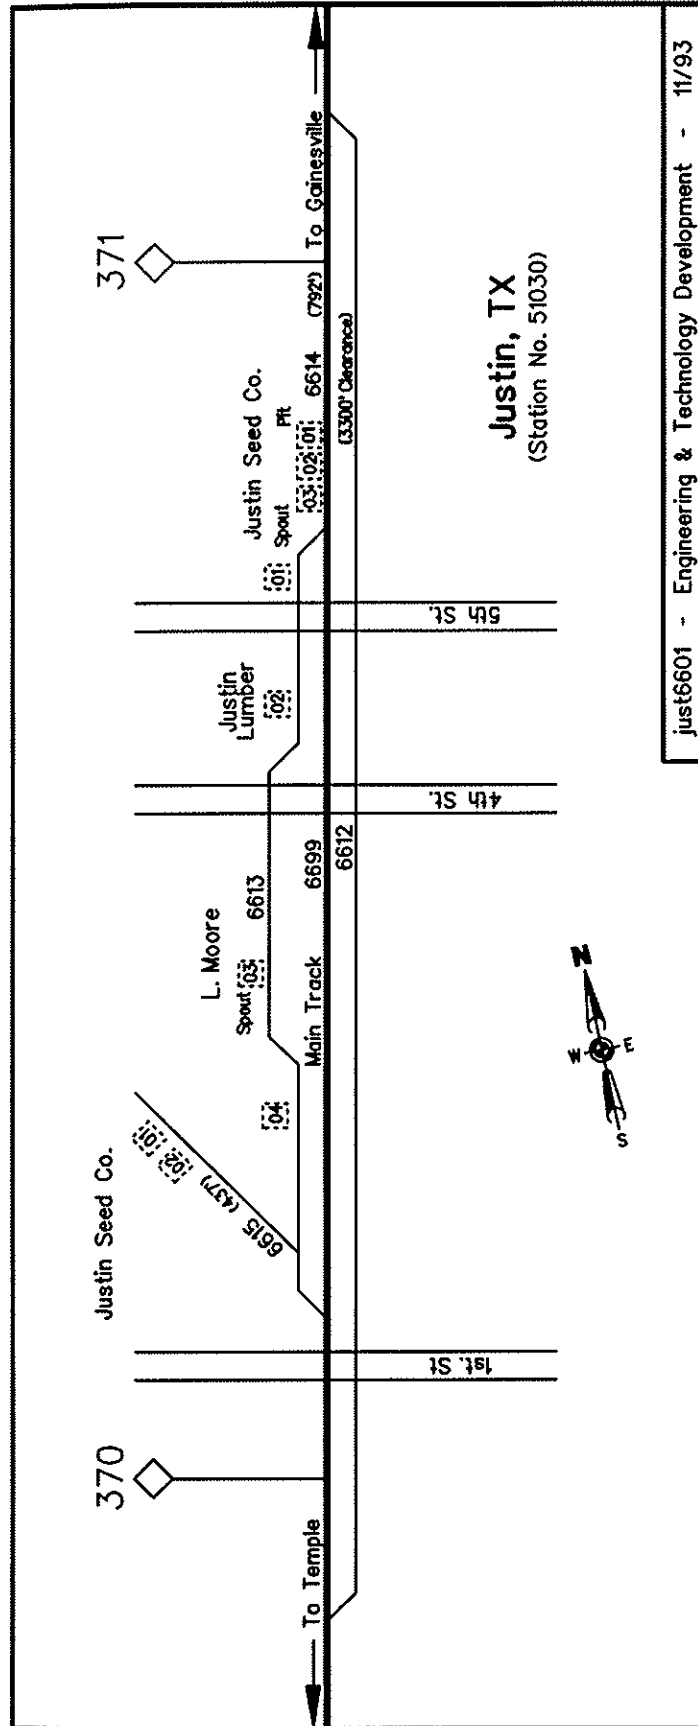 370
371
Justin Seed Co.
L. Moore
Justin
Lumber
Justin Seed Co.
Spout
Pit
01
02
6615 (437')
04
Spout
03
6613
02
01
03
02
01
6614
(792')
To Temple
Main Track
6699
To Gainesville
6612
(3300' Clearance)
1st. St
4th St.
5th St.
N
W
E
S
Justin, TX
(Station No. 51030)
just6601 - Engineering & Technology Development - 11/93